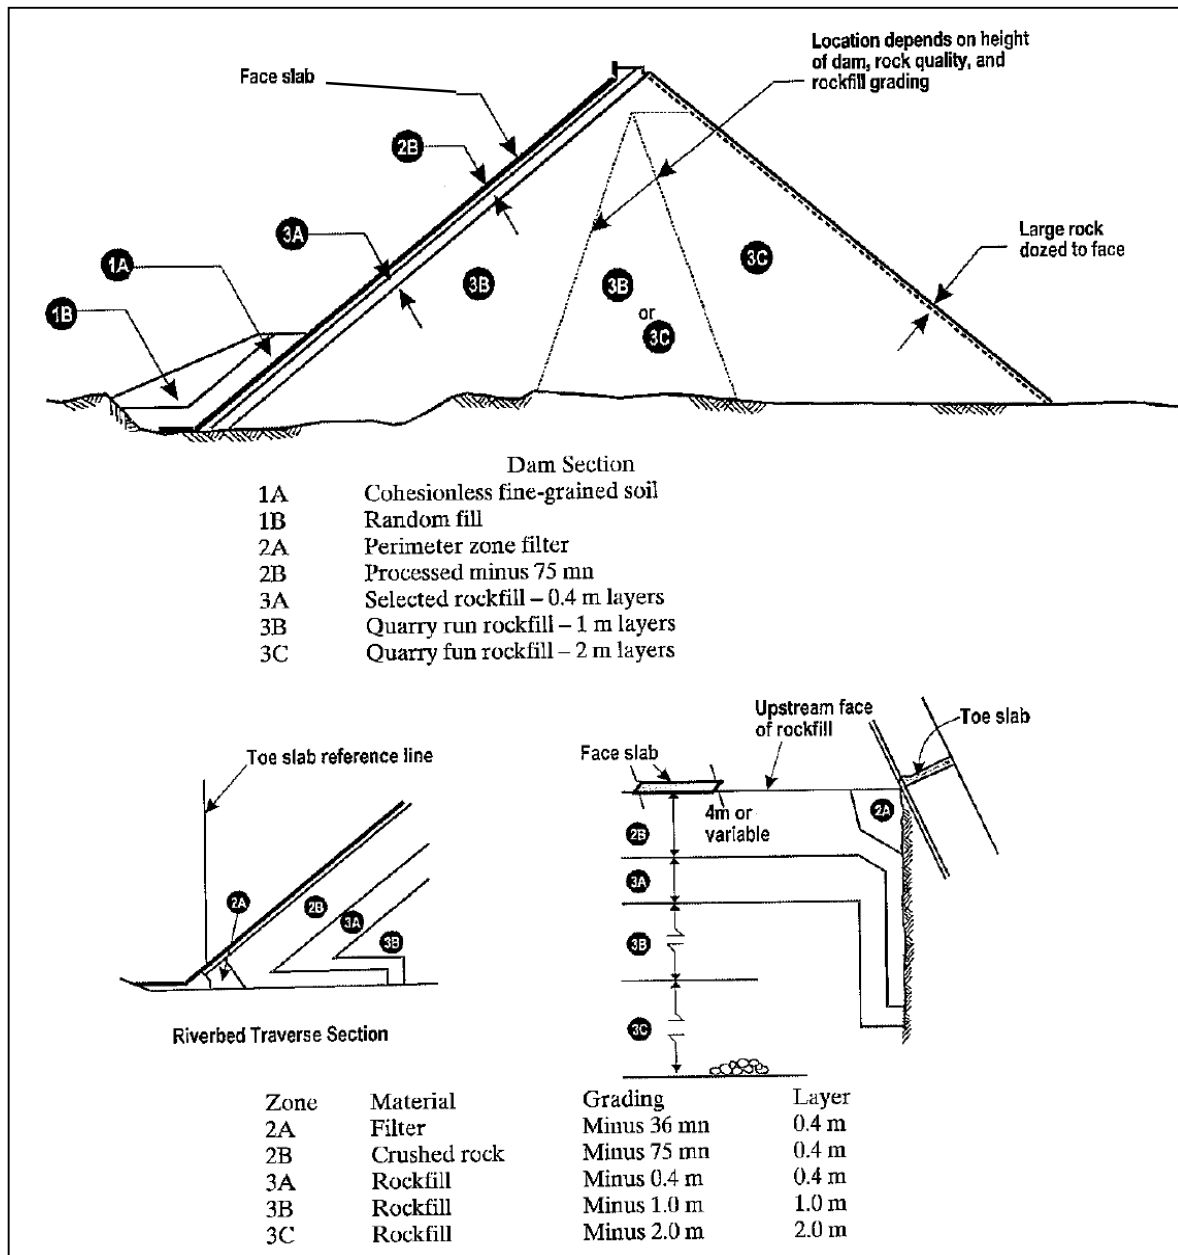 Location depends on height
of dam, rock quality, and
rockfill grading
Face slab
2B
3A
1A
1B
3B
3B
or
3C
3C
Large rock
dozed to face
Dam Section
1A Cohesionless fine-grained soil
1B Random fill
2A Perimeter zone filter
2B Processed minus 75 mn
3A Selected rockfill – 0.4 m layers
3B Quarry run rockfill – 1 m layers
3C Quarry fun rockfill – 2 m layers
Toe slab reference line
2A
2B
3A
3B
Riverbed Traverse Section
Upstream face
of rockfill
Toe slab
Face slab
4m or
variable
2A
2B
3A
3B
3C
Zone Material Grading Layer
2A Filter Minus 36 mn 0.4 m
2B Crushed rock Minus 75 mn 0.4 m
3A Rockfill Minus 0.4 m 0.4 m
3B Rockfill Minus 1.0 m 1.0 m
3C Rockfill Minus 2.0 m 2.0 m